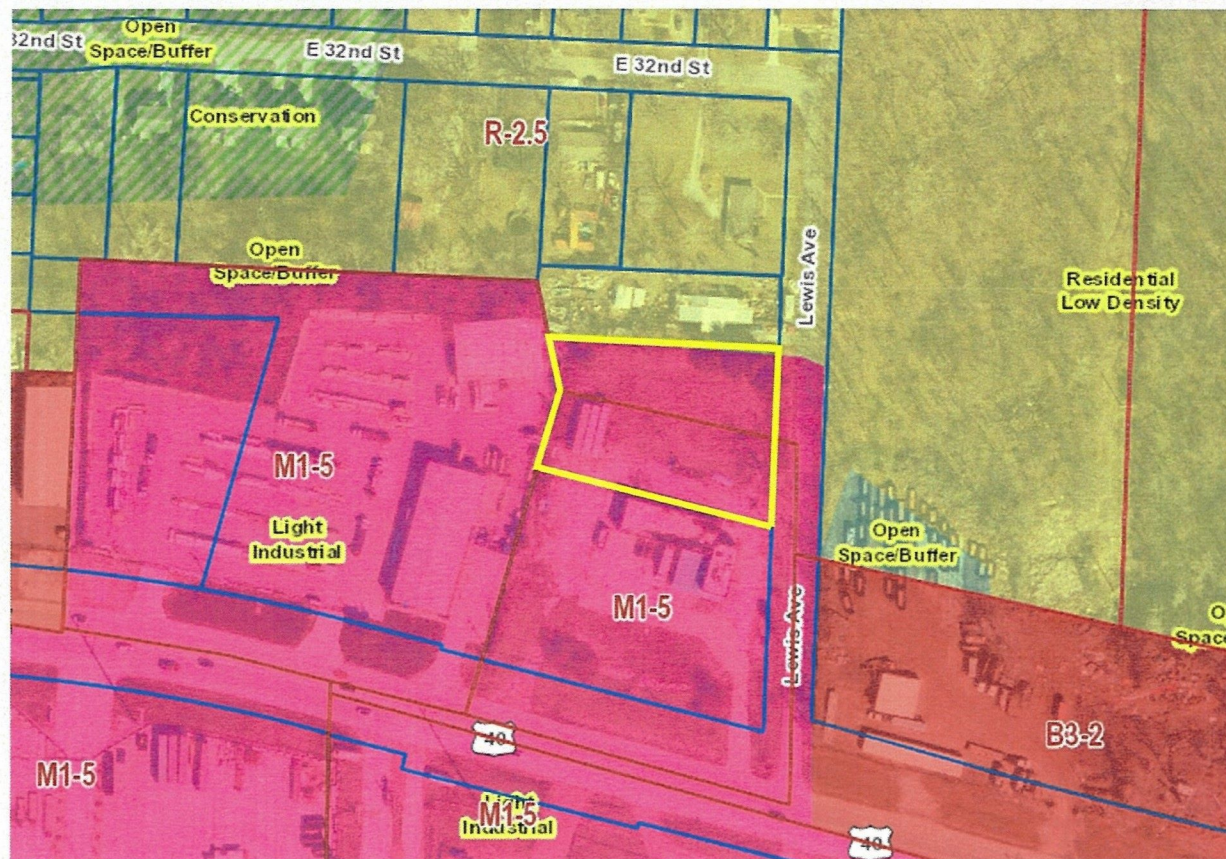 Open
Space/Buffer
32nd St
E 32nd St
E 32nd St
Conservation
R-2.5
Open
Space/Buffer
Lewis Ave
Residential
Low Density
M1-5
Light
Industrial
Open
Space/Buffer
M1-5
Lewis Ave
O
Spac
B3-2
40
M1-5
Light
Industrial
M1-5
40